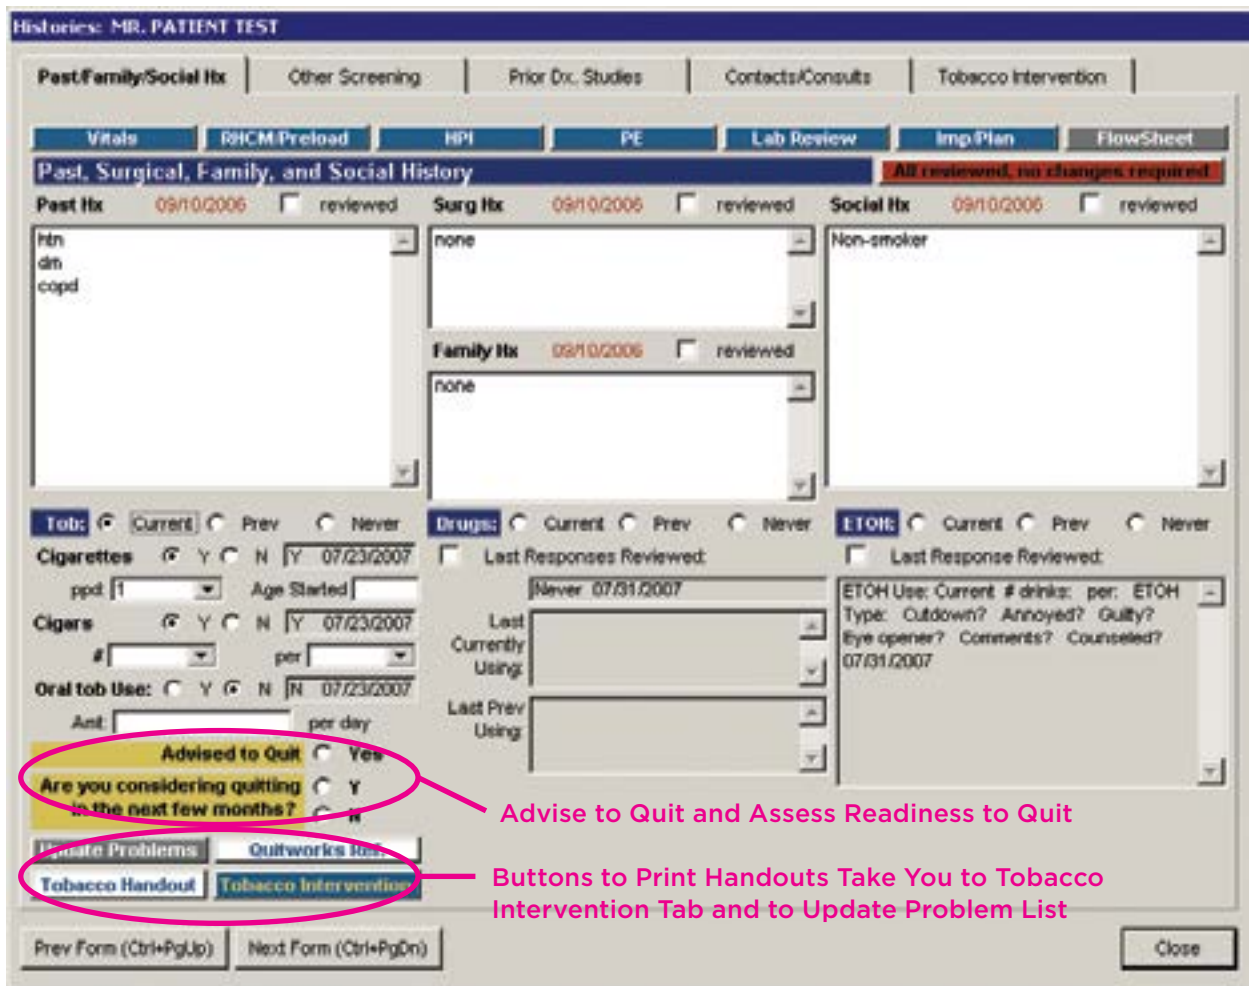 Histories: MR. PATIENT TEST
Past/Family/Social Hx Other Screening Prior Dx. Studies Contacts/Consults Tobacco Intervention
Vitals RHCM/Preload HPI PE Lab Review Imp/Plan FlowSheet
Past, Surgical, Family, and Social History All reviewed, no changes required
Past Hx 09/10/2006 reviewed Surg Hx 09/10/2006 reviewed Social Hx 09/10/2006 reviewed
htn none Non-smoker
dm
copd
Family Hx 09/10/2006 reviewed
none
Tob: Current Prev Never Drugs: Current Prev Never ETOH: Current Prev Never
Cigarettes Y N Y 07/23/2007 Last Responses Reviewed: Last Response Reviewed:
ppd: 1 Age Started Never 07/31/2007 ETOH Use: Current # drinks: per: ETOH
Cigars Y N Y 07/23/2007 Last Type: Cutdown? Annoyed? Guilty?
# per Currently Eye opener? Comments? Counseled?
Using: 07/31/2007
Oral tob Use: Y N N 07/23/2007
Amt: per day Last Prev
Using:
Advised to Quit Yes
Are you considering quitting Y
in the next few months? N
Advise to Quit and Assess Readiness to Quit
Update Problems Quitworks Ref.
Tobacco Handout Tobacco Intervention
Buttons to Print Handouts Take You to Tobacco
Intervention Tab and to Update Problem List
Prev Form (Ctrl+PgUp) Next Form (Ctrl+PgDn) Close